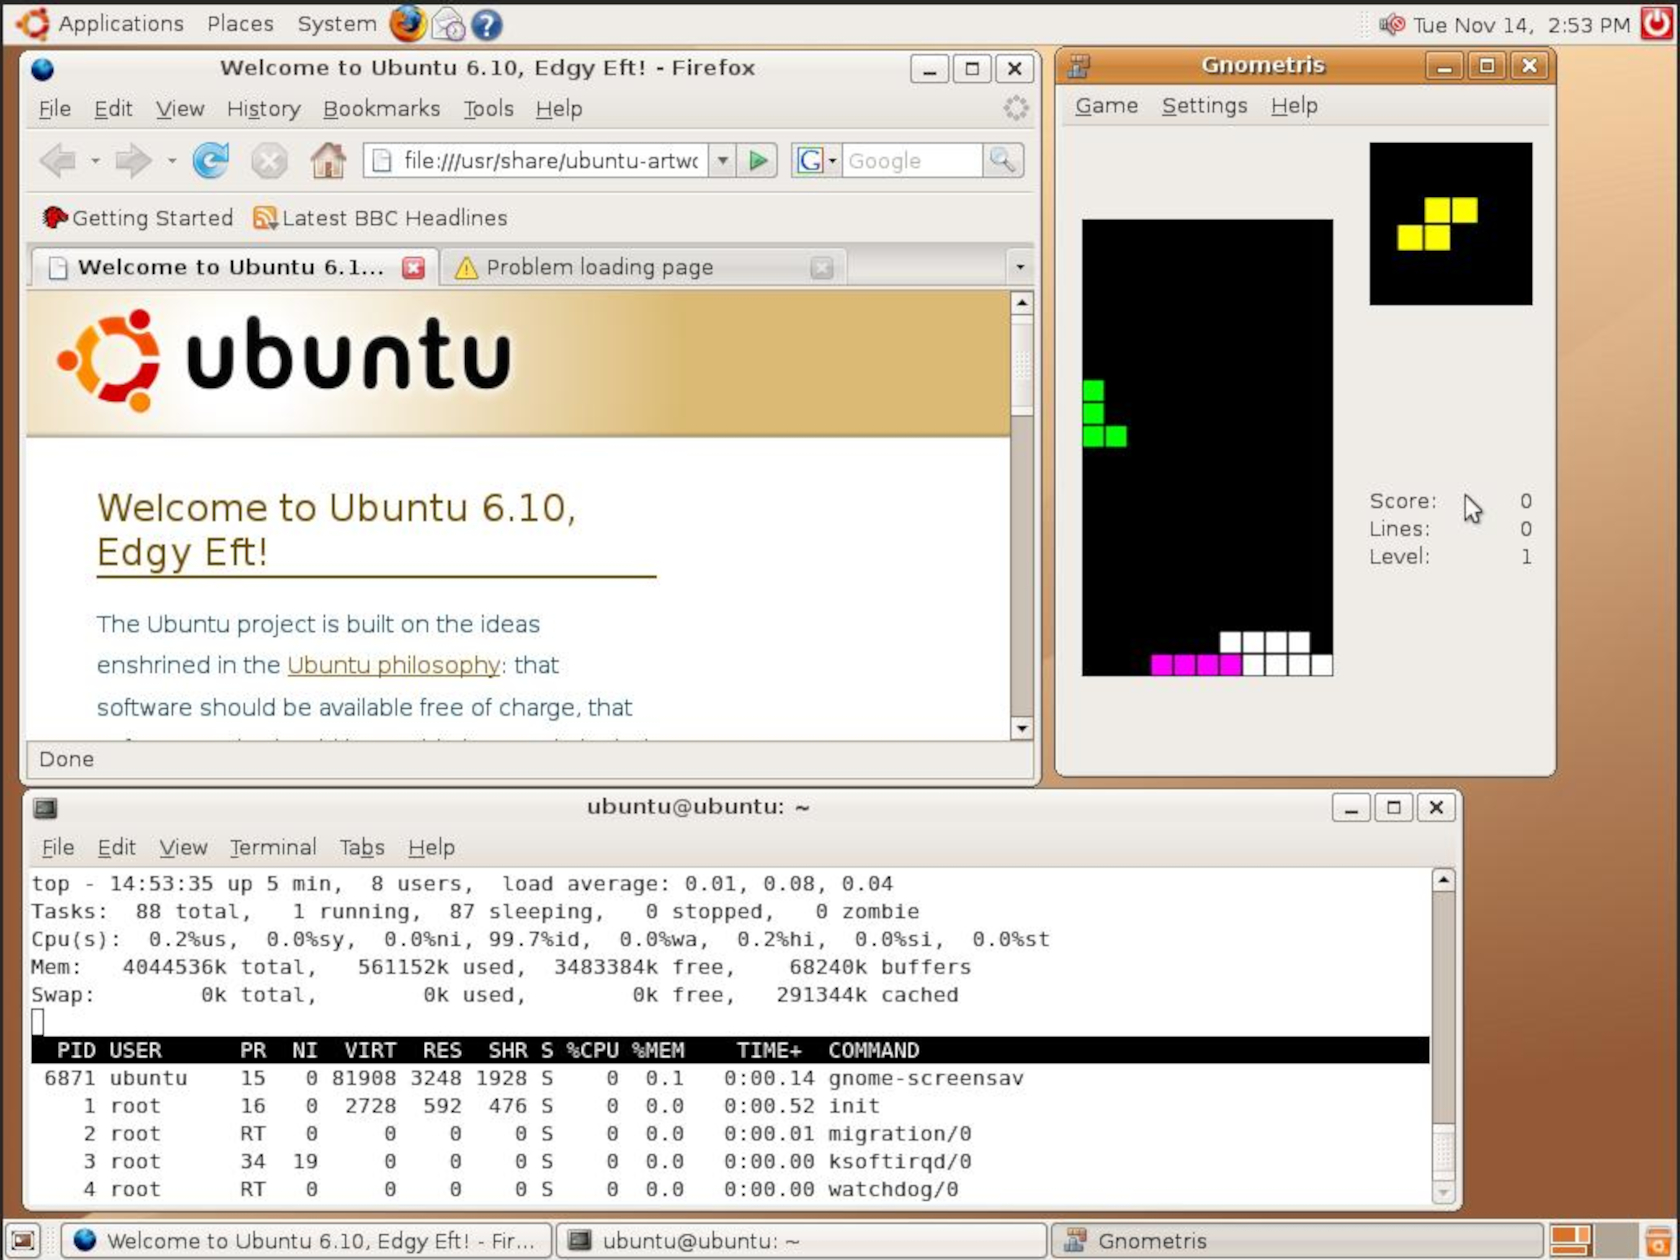 Applications Places System
Tue Nov 14, 2:53 PM
Welcome to Ubuntu 6.10, Edgy Eft! - Firefox
File Edit View History Bookmarks Tools Help
file:///usr/share/ubuntu-artwo
G Google
Getting Started Latest BBC Headlines
Welcome to Ubuntu 6.1... Problem loading page
ubuntu
Welcome to Ubuntu 6.10,
Edgy Eft!
The Ubuntu project is built on the ideas
enshrined in the Ubuntu philosophy: that
software should be available free of charge, that
Done
Gnometris
Game Settings Help
Score: 0
Lines: 0
Level: 1
ubuntu@ubuntu: ~
File Edit View Terminal Tabs Help
top - 14:53:35 up 5 min, 8 users, load average: 0.01, 0.08, 0.04
Tasks: 88 total, 1 running, 87 sleeping, 0 stopped, 0 zombie
Cpu(s): 0.2%us, 0.0%sy, 0.0%ni, 99.7%id, 0.0%wa, 0.2%hi, 0.0%si, 0.0%st
Mem: 4044536k total, 561152k used, 3483384k free, 68240k buffers
Swap: 0k total, 0k used, 0k free, 291344k cached
PID USER PR NI VIRT RES SHR S %CPU %MEM TIME+ COMMAND
6871 ubuntu 15 0 81908 3248 1928 S 0 0.1 0:00.14 gnome-screensav
1 root 16 0 2728 592 476 S 0 0.0 0:00.52 init
2 root RT 0 0 0 0 S 0 0.0 0:00.01 migration/0
3 root 34 19 0 0 0 S 0 0.0 0:00.00 ksoftirqd/0
4 root RT 0 0 0 0 S 0 0.0 0:00.00 watchdog/0
Welcome to Ubuntu 6.10, Edgy Eft! - Fir... ubuntu@ubuntu: ~ Gnometris